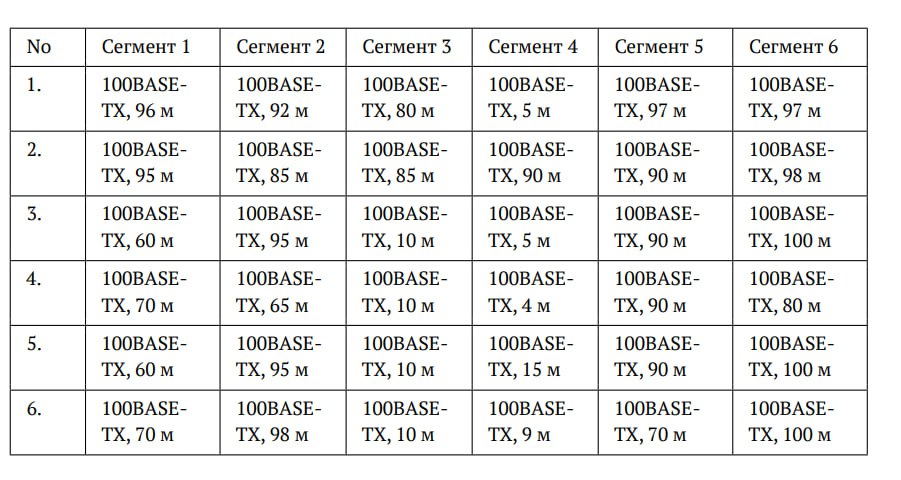 No Сегмент 1 Сегмент 2 Сегмент 3 Сегмент 4 Сегмент 5 Сегмент 6
1. 100BASE- 100BASE- 100BASE- 100BASE- 100BASE- 100BASE-
TX, 96 м TX, 92 м TX, 80 м TX, 5 м TX, 97 м TX, 97 м
2. 100BASE- 100BASE- 100BASE- 100BASE- 100BASE- 100BASE-
TX, 95 м TX, 85 м TX, 85 м TX, 90 м TX, 90 м TX, 98 м
3. 100BASE- 100BASE- 100BASE- 100BASE- 100BASE- 100BASE-
TX, 60 м TX, 95 м TX, 10 м TX, 5 м TX, 90 м TX, 100 м
4. 100BASE- 100BASE- 100BASE- 100BASE- 100BASE- 100BASE-
TX, 70 м TX, 65 м TX, 10 м TX, 4 м TX, 90 м TX, 80 м
5. 100BASE- 100BASE- 100BASE- 100BASE- 100BASE- 100BASE-
TX, 60 м TX, 95 м TX, 10 м TX, 15 м TX, 90 м TX, 100 м
6. 100BASE- 100BASE- 100BASE- 100BASE- 100BASE- 100BASE-
TX, 70 м TX, 98 м TX, 10 м TX, 9 м TX, 70 м TX, 100 м